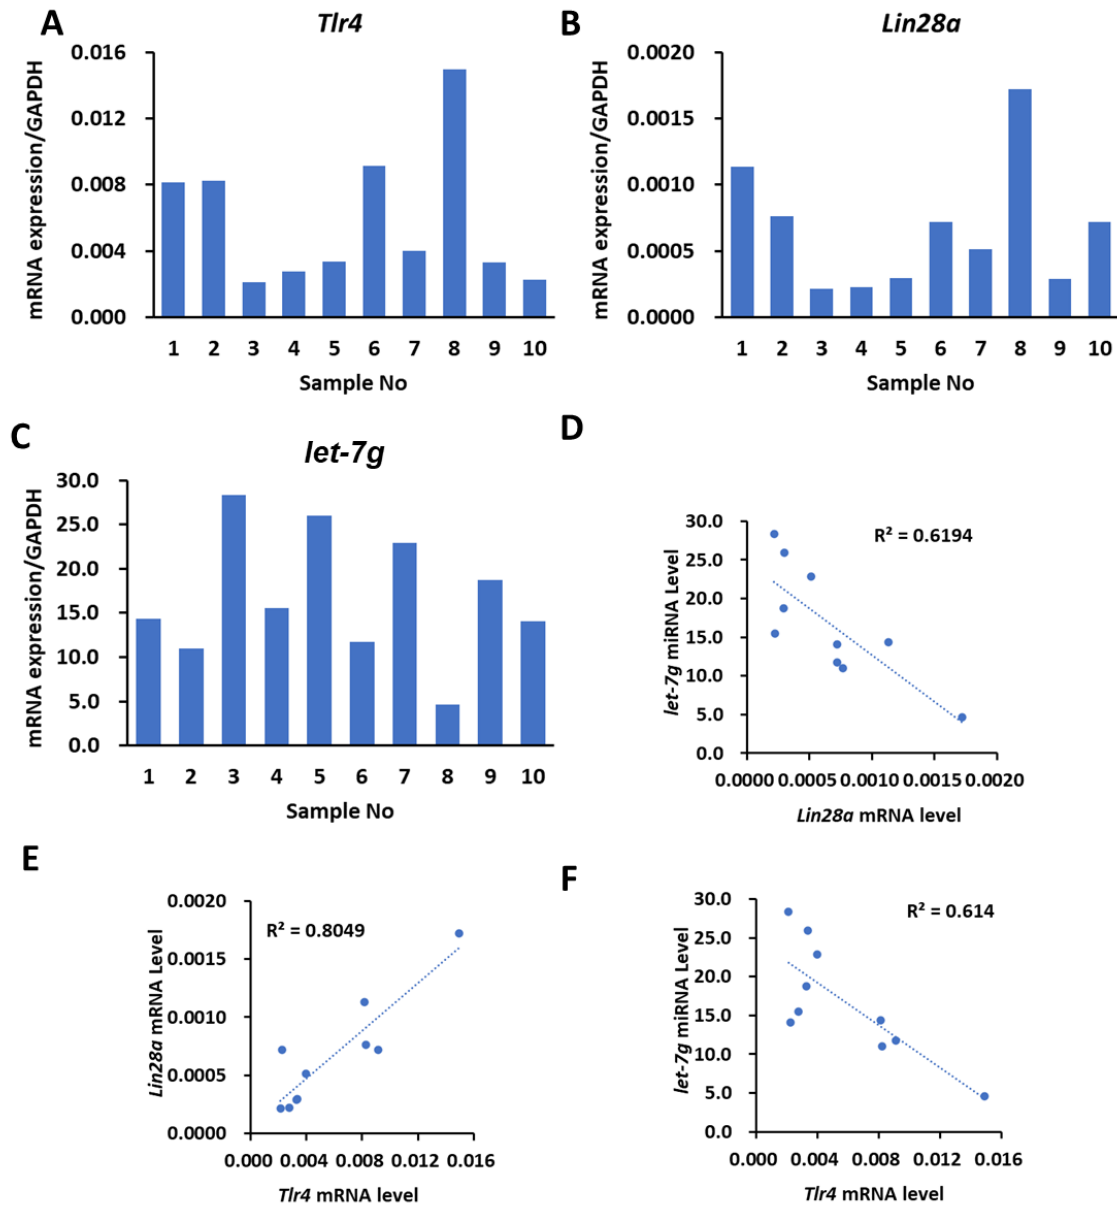 A
Tlr4
mRNA expression/GAPDH
0.016
0.012
0.008
0.004
0.000
1 2 3 4 5 6 7 8 9 10
Sample No
B
Lin28a
mRNA expression/GAPDH
0.0020
0.0015
0.0010
0.0005
0.0000
1 2 3 4 5 6 7 8 9 10
Sample No
C
let-7g
mRNA expression/GAPDH
30.0
25.0
20.0
15.0
10.0
5.0
0.0
1 2 3 4 5 6 7 8 9 10
Sample No
D
let-7g miRNA Level
30.0
25.0
20.0
15.0
10.0
5.0
0.0
R² = 0.6194
0.0000 0.0005 0.0010 0.0015 0.0020
Lin28a mRNA level
E
Lin28a mRNA Level
0.0020
0.0015
0.0010
0.0005
0.0000
R² = 0.8049
0.000 0.004 0.008 0.012 0.016
Tlr4 mRNA level
F
let-7g miRNA Level
30.0
25.0
20.0
15.0
10.0
5.0
0.0
R² = 0.614
0.000 0.004 0.008 0.012 0.016
Tlr4 mRNA level